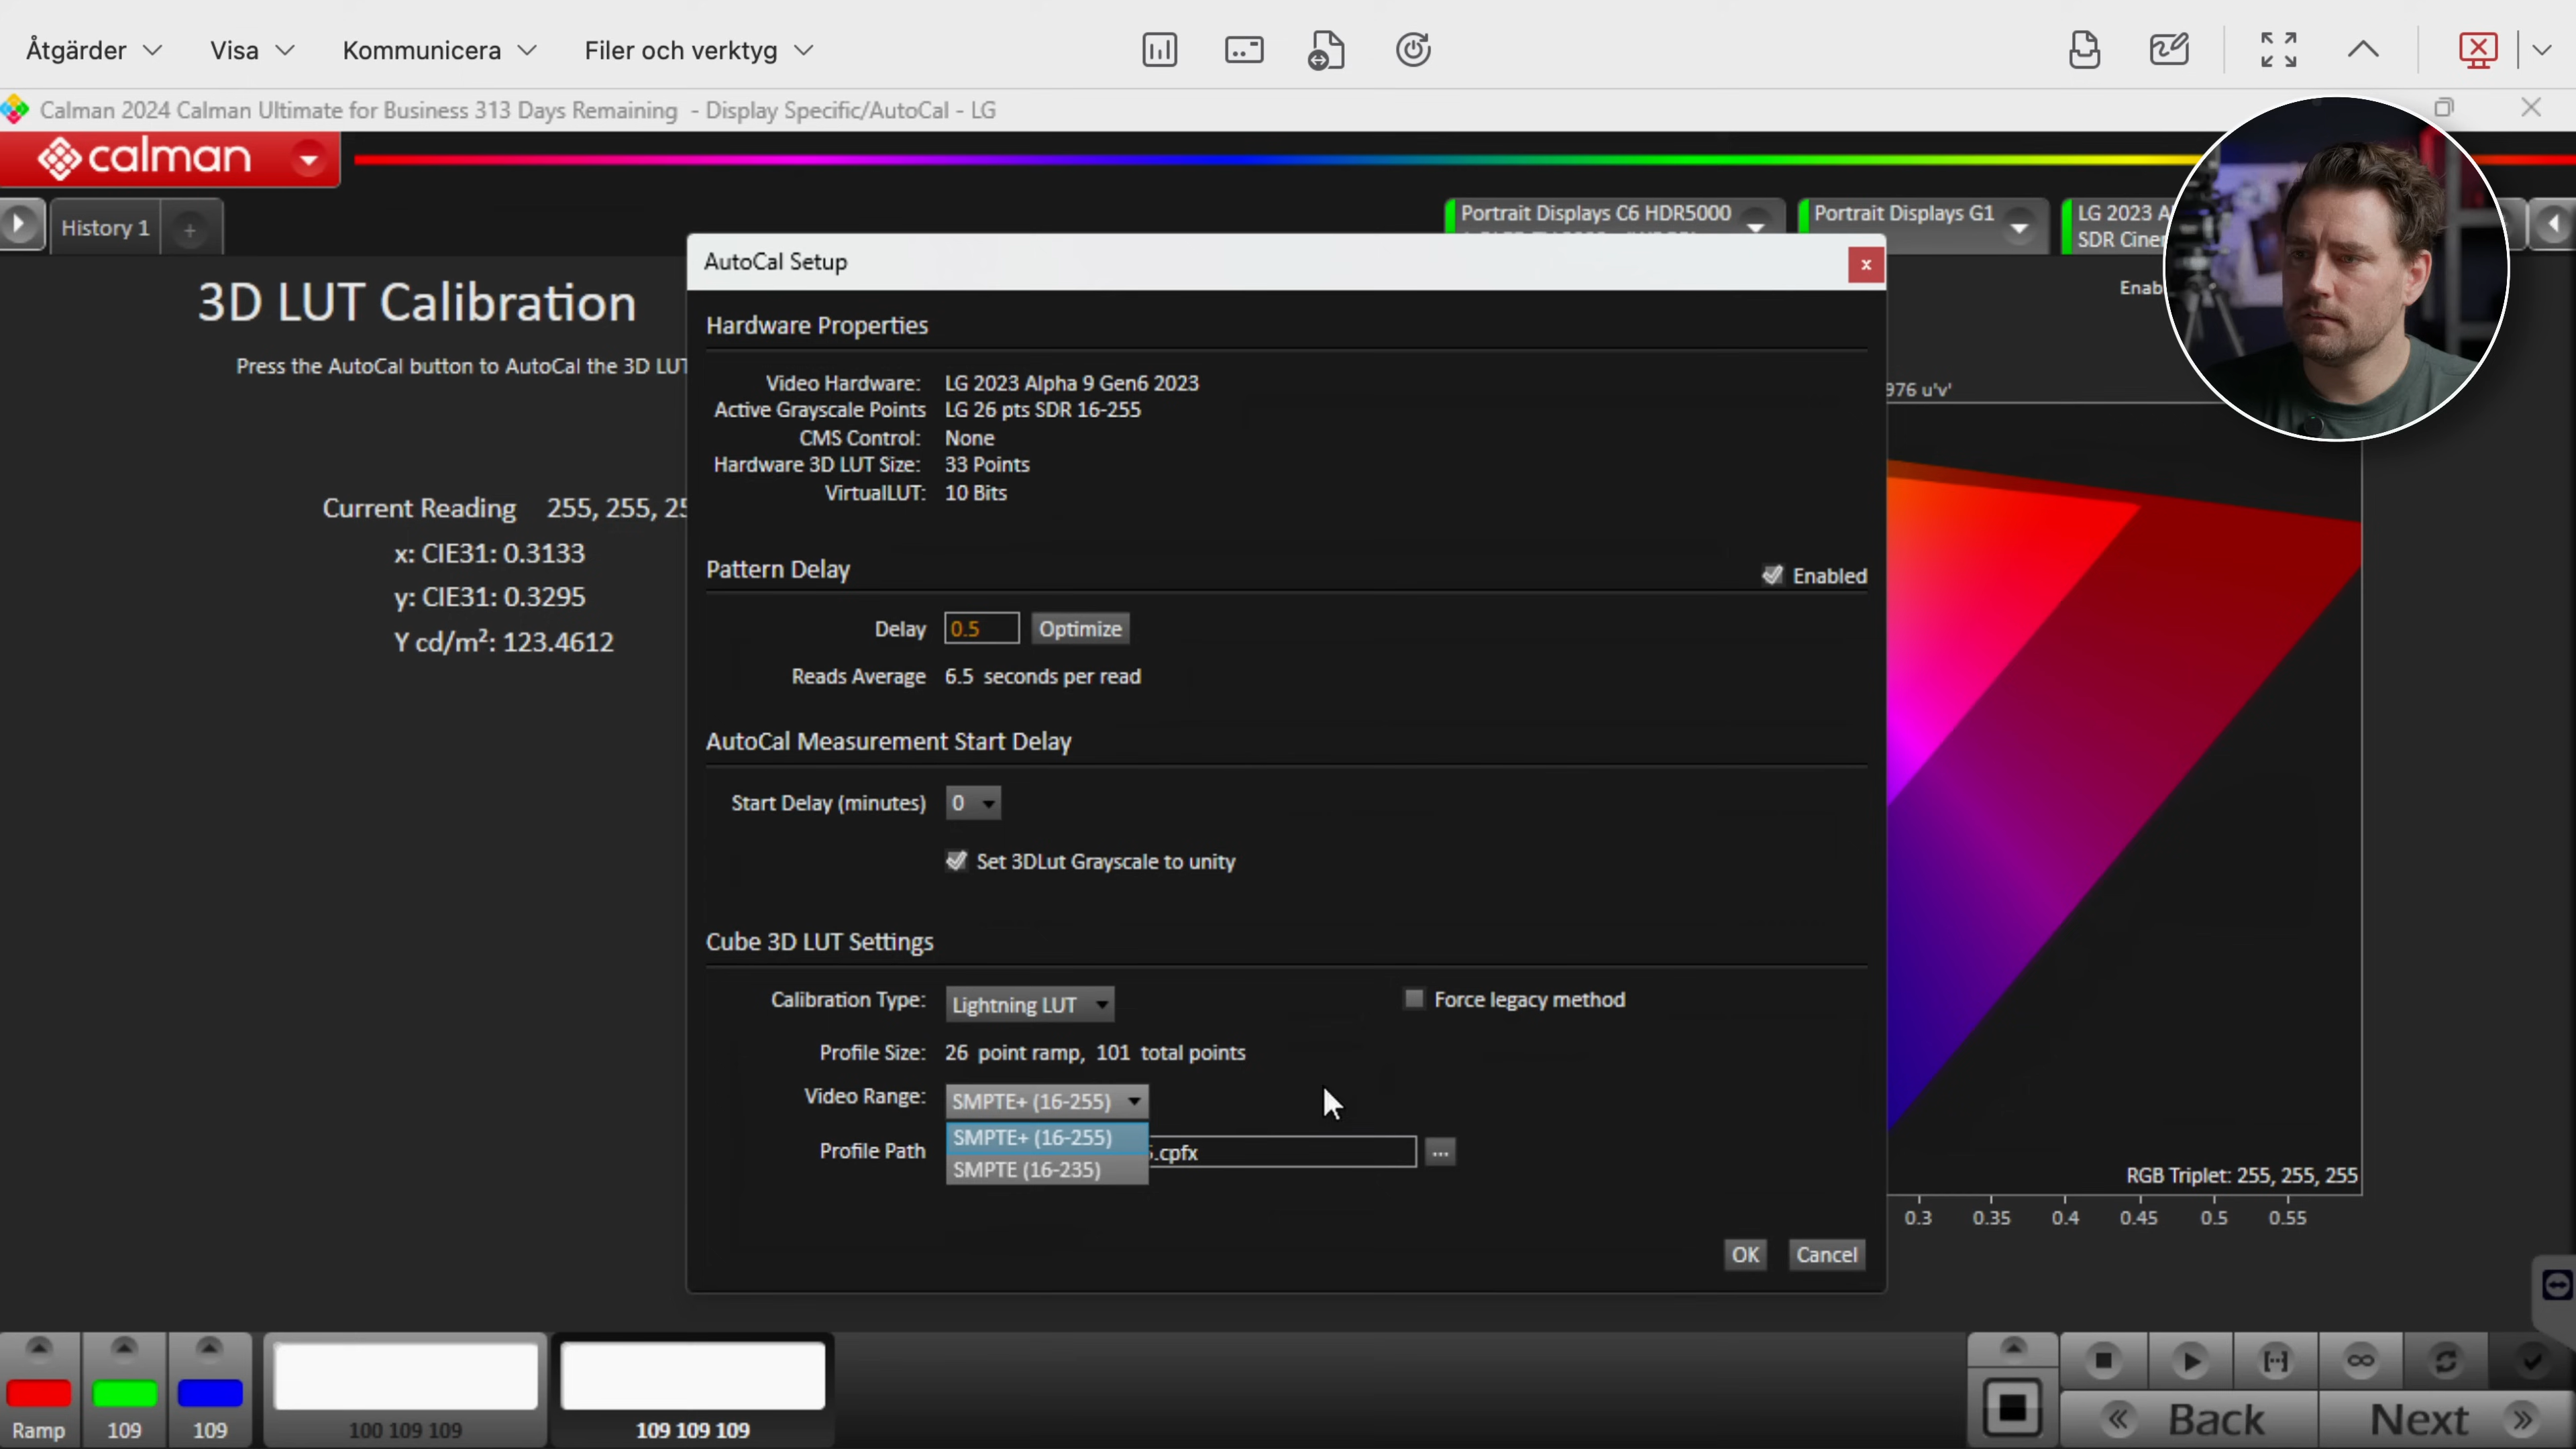 Åtgärder Visa Kommunicera Filer och verktyg
Calman 2024 Calman Ultimate for Business 313 Days Remaining - Display Specific/AutoCal - LG
calman
History 1 +
Portrait Displays C6 HDR5000
Portrait Displays G1
LG 2023 A
SDR Ciner
3D LUT Calibration
Press the AutoCal button to AutoCal the 3D LUT
Current Reading 255, 255, 25
x: CIE31: 0.3133
y: CIE31: 0.3295
Y cd/m²: 123.4612
AutoCal Setup
x
Hardware Properties
Video Hardware: LG 2023 Alpha 9 Gen6 2023
Active Grayscale Points LG 26 pts SDR 16-255
CMS Control: None
Hardware 3D LUT Size: 33 Points
VirtualLUT: 10 Bits
Pattern Delay
Enabled
Delay 0.5 Optimize
Reads Average 6.5 seconds per read
AutoCal Measurement Start Delay
Start Delay (minutes) 0
Set 3DLut Grayscale to unity
Cube 3D LUT Settings
Calibration Type: Lightning LUT Force legacy method
Profile Size: 26 point ramp, 101 total points
Video Range: SMPTE+ (16-255)
SMPTE+ (16-255)
SMPTE (16-235)
Profile Path .cpfx ...
OK Cancel
Enab
976 u'v'
RGB Triplet: 255, 255, 255
0.3 0.35 0.4 0.45 0.5 0.55
Ramp 109 109
100 109 109
109 109 109
Back Next